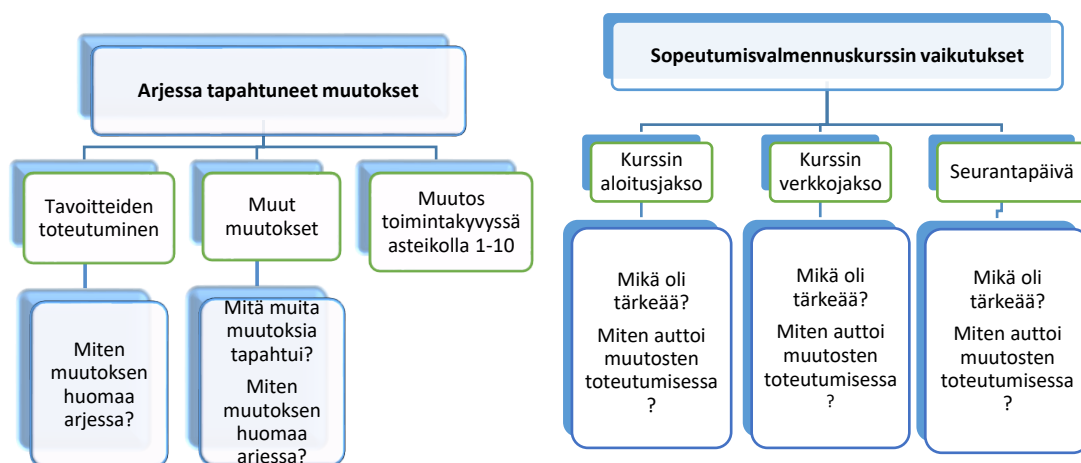 Arjessa tapahtuneet muutokset
Tavoitteiden
toteutuminen
Muut
muutokset
Muutos
toimintakyvyssä
asteikolla 1-10
Miten
muutoksen
huomaa
arjessa?
Mitä muita
muutoksia
tapahtui?
Miten
muutoksen
huomaa
arjessa?
Sopeutumisvalmennuskurssin vaikutukset
Kurssin
aloitusjakso
Kurssin
verkkojakso
Seurantapäivä
Mikä oli
tärkeää?
Miten auttoi
muutosten
toteutumisessa
?
Mikä oli
tärkeää?
Miten auttoi
muutosten
toteutumisessa
?
Mikä oli
tärkeää?
Miten auttoi
muutosten
toteutumisessa
?